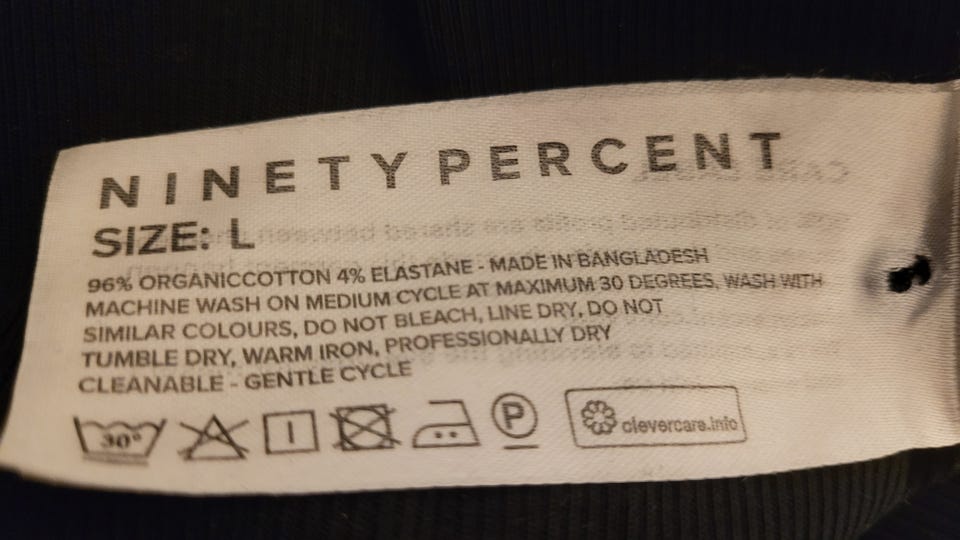 NINETY PERCENT
SIZE: L
96% ORGANICCOTTON 4% ELASTANE - MADE IN BANGLADESH
MACHINE WASH ON MEDIUM CYCLE AT MAXIMUM 30 DEGREES, WASH WITH
SIMILAR COLOURS, DO NOT BLEACH, LINE DRY, DO NOT
TUMBLE DRY, WARM IRON, PROFESSIONALLY DRY
CLEANABLE - GENTLE CYCLE
30° P clevercare.info